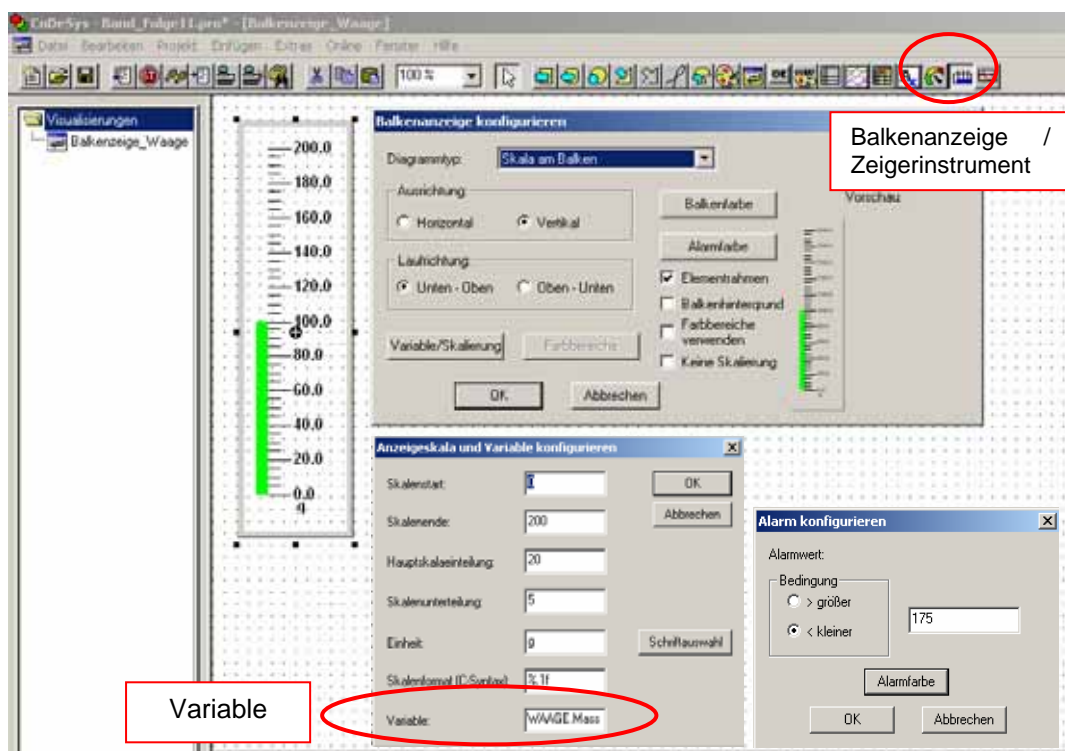 CoDeSys - Band_Folge11.pro* - [Balkenzeige_Waage]
Datei Bearbeiten Projekt Einfügen Extras Online Fenster Hilfe
100 %
Visualisierungen
Balkenzeige_Waage
200.0
180.0
160.0
140.0
120.0
100.0
80.0
60.0
40.0
20.0
0.0
g
Balkenanzeige konfigurieren
Diagrammtyp:
Skala am Balken
Ausrichtung:
Horizontal
Vertikal
Laufrichtung:
Unten - Oben
Oben - Unten
Variable/Skalierung
Farbbereiche
OK
Abbrechen
Balkenfarbe
Alarmfarbe
Elementrahmen
Balkenhintergrund
Farbbereiche
verwenden
Keine Skalierung
Vorschau:
Balkenanzeige /
Zeigerinstrument
Anzeigeskala und Variable konfigurieren
Skalenstart:
0
Skalenende:
200
Hauptskalaeinteilung:
20
Skalenunterteilung:
5
Einheit:
g
Skalenformat (C-Syntax):
%.1f
Variable:
WAAGE.Mass
OK
Abbrechen
Schriftauswahl
Variable
Alarm konfigurieren
Alarmwert:
Bedingung
> größer
< kleiner
175
Alarmfarbe
OK
Abbrechen